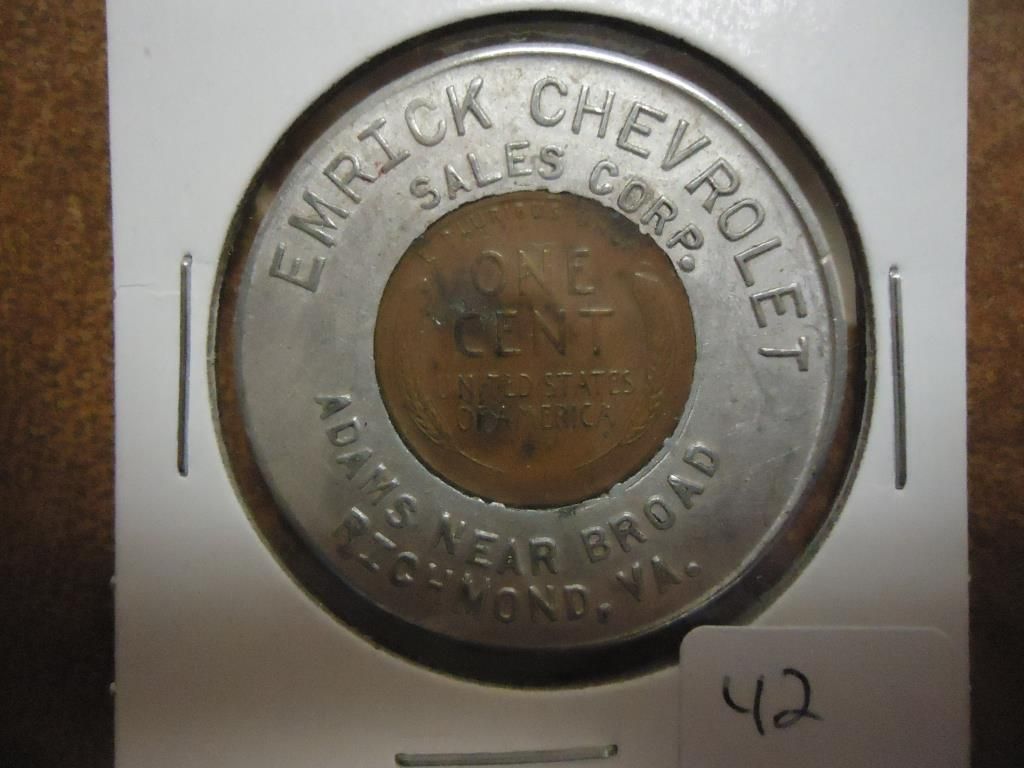 EMRICK CHEVROLET
SALES CORP.
ONE
CENT
UNITED STATES
OF AMERICA
ADAMS NEAR BROAD
RICHMOND, VA.
42